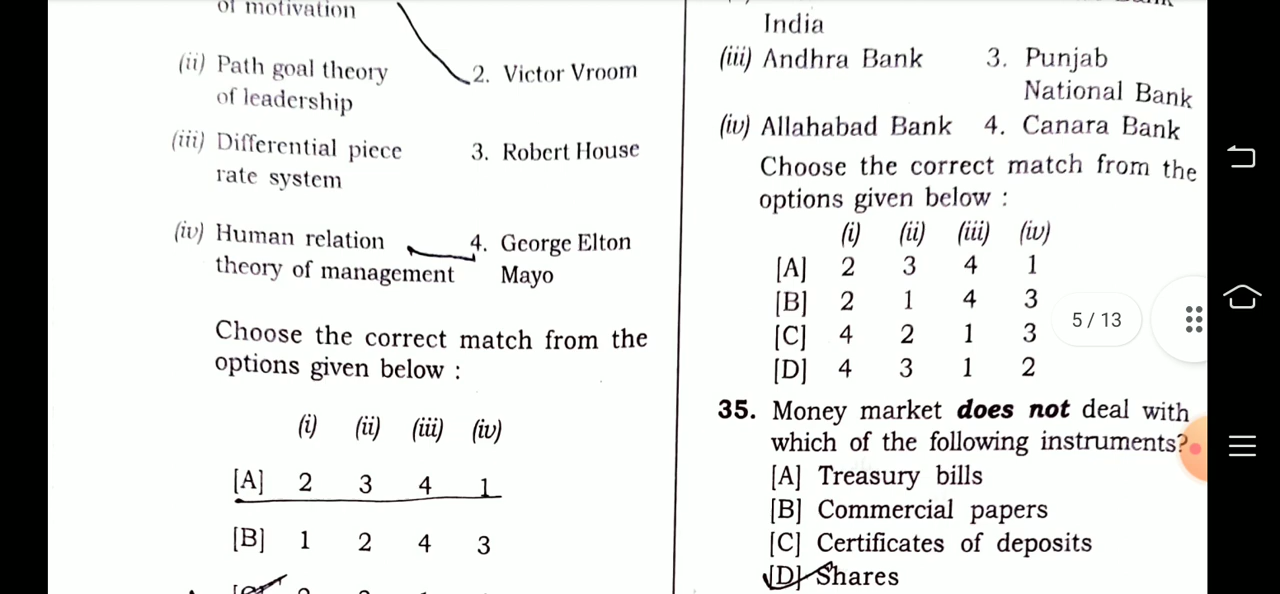 of motivation
(ii) Path goal theory
of leadership
2. Victor Vroom
(iii) Differential piece
rate system
3. Robert House
(iv) Human relation
theory of management
4. George Elton
Mayo
Choose the correct match from the
options given below :
(i) (ii) (iii) (iv)
[A] 2 3 4 1
[B] 1 2 4 3
India
(iii) Andhra Bank 3. Punjab
National Bank
(iv) Allahabad Bank 4. Canara Bank
Choose the correct match from the
options given below :
(i) (ii) (iii) (iv)
[A] 2 3 4 1
[B] 2 1 4 3
[C] 4 2 1 3
[D] 4 3 1 2
35. Money market does not deal with
which of the following instruments?
[A] Treasury bills
[B] Commercial papers
[C] Certificates of deposits
[D] Shares
5 / 13